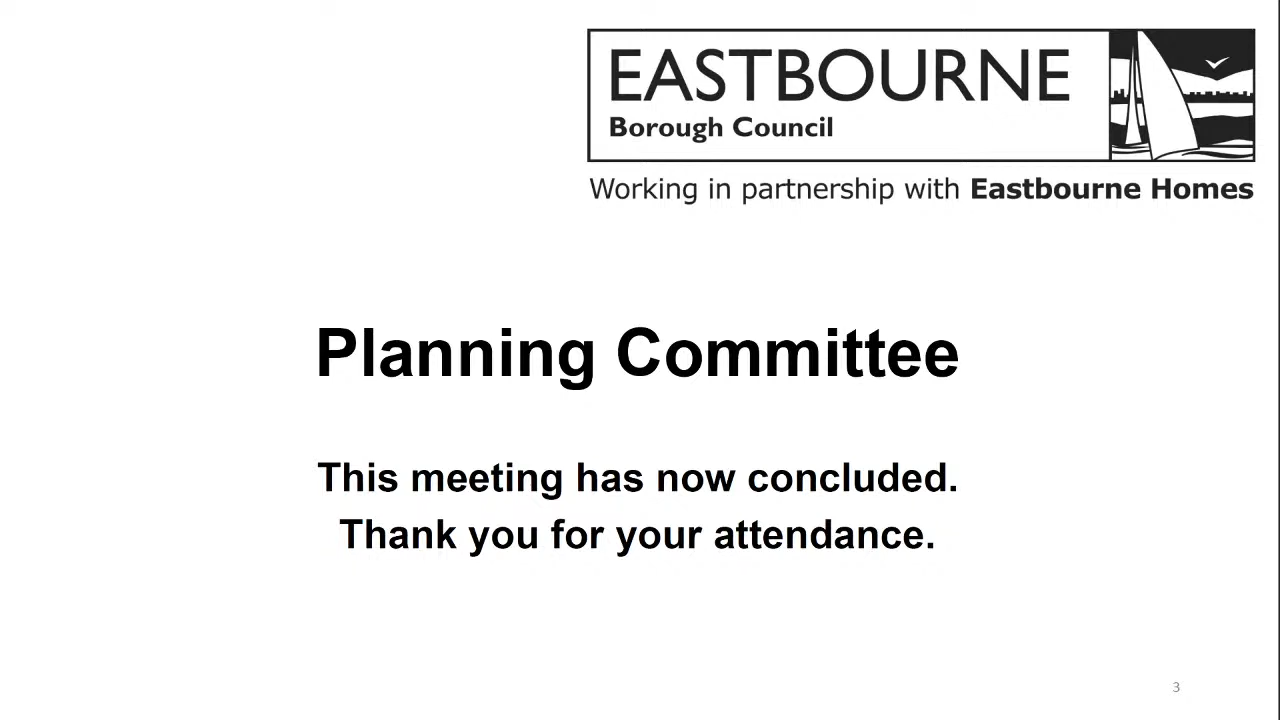 EASTBOURNE
Borough Council
Working in partnership with Eastbourne Homes
Planning Committee
This meeting has now concluded.
Thank you for your attendance.
3